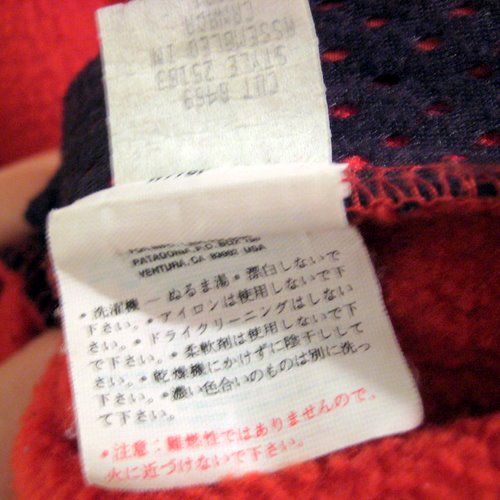 CUT 8469
STYLE 25183
ASSEMBLED IN
CANADA
PATAGONIA, P.O. BOX
VENTURA, CA 93002 USA
・洗濯機 — ぬるま湯・漂白しないで
下さい。・アイロンは使用しないで下
さい。・ドライクリーニングはしない
で下さい。・柔軟剤は使用しないで下
さい。・乾燥機にかけずに陰干しして
下さい。・濃い色合いのものは別に洗っ
て下さい。
・注意：難燃性ではありませんので、
火に近づけないで下さい。